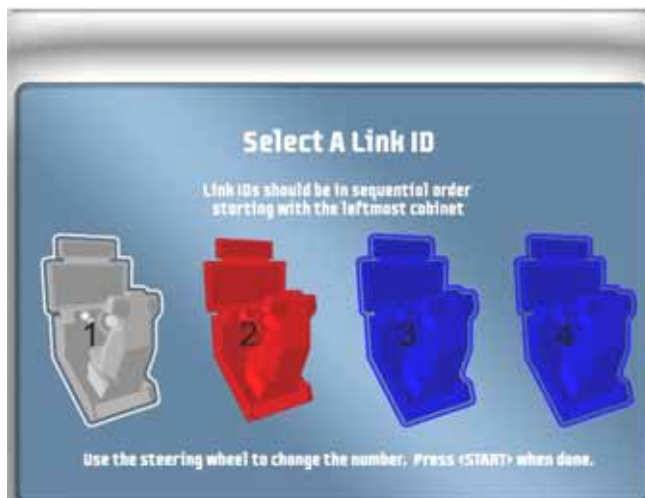 Select A Link ID
Link IDs should be in sequential order
starting with the leftmost cabinet
1 2 3 4
Use the steering wheel to change the number. Press <START> when done.